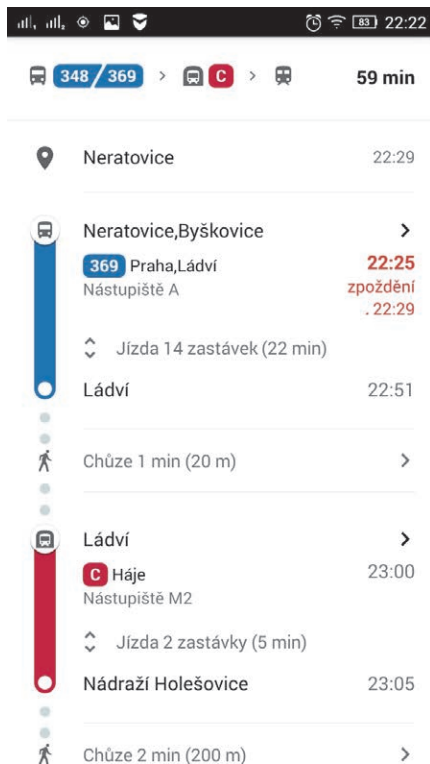 83 22:22
348/369 > C > 59 min
Neratovice 22:29
Neratovice,Byškovice
369 Praha,Ládví 22:25
Nástupiště A zpoždění
. 22:29
Jízda 14 zastávek (22 min)
Ládví 22:51
Chůze 1 min (20 m)
Ládví
C Háje 23:00
Nástupiště M2
Jízda 2 zastávky (5 min)
Nádraží Holešovice 23:05
Chůze 2 min (200 m)